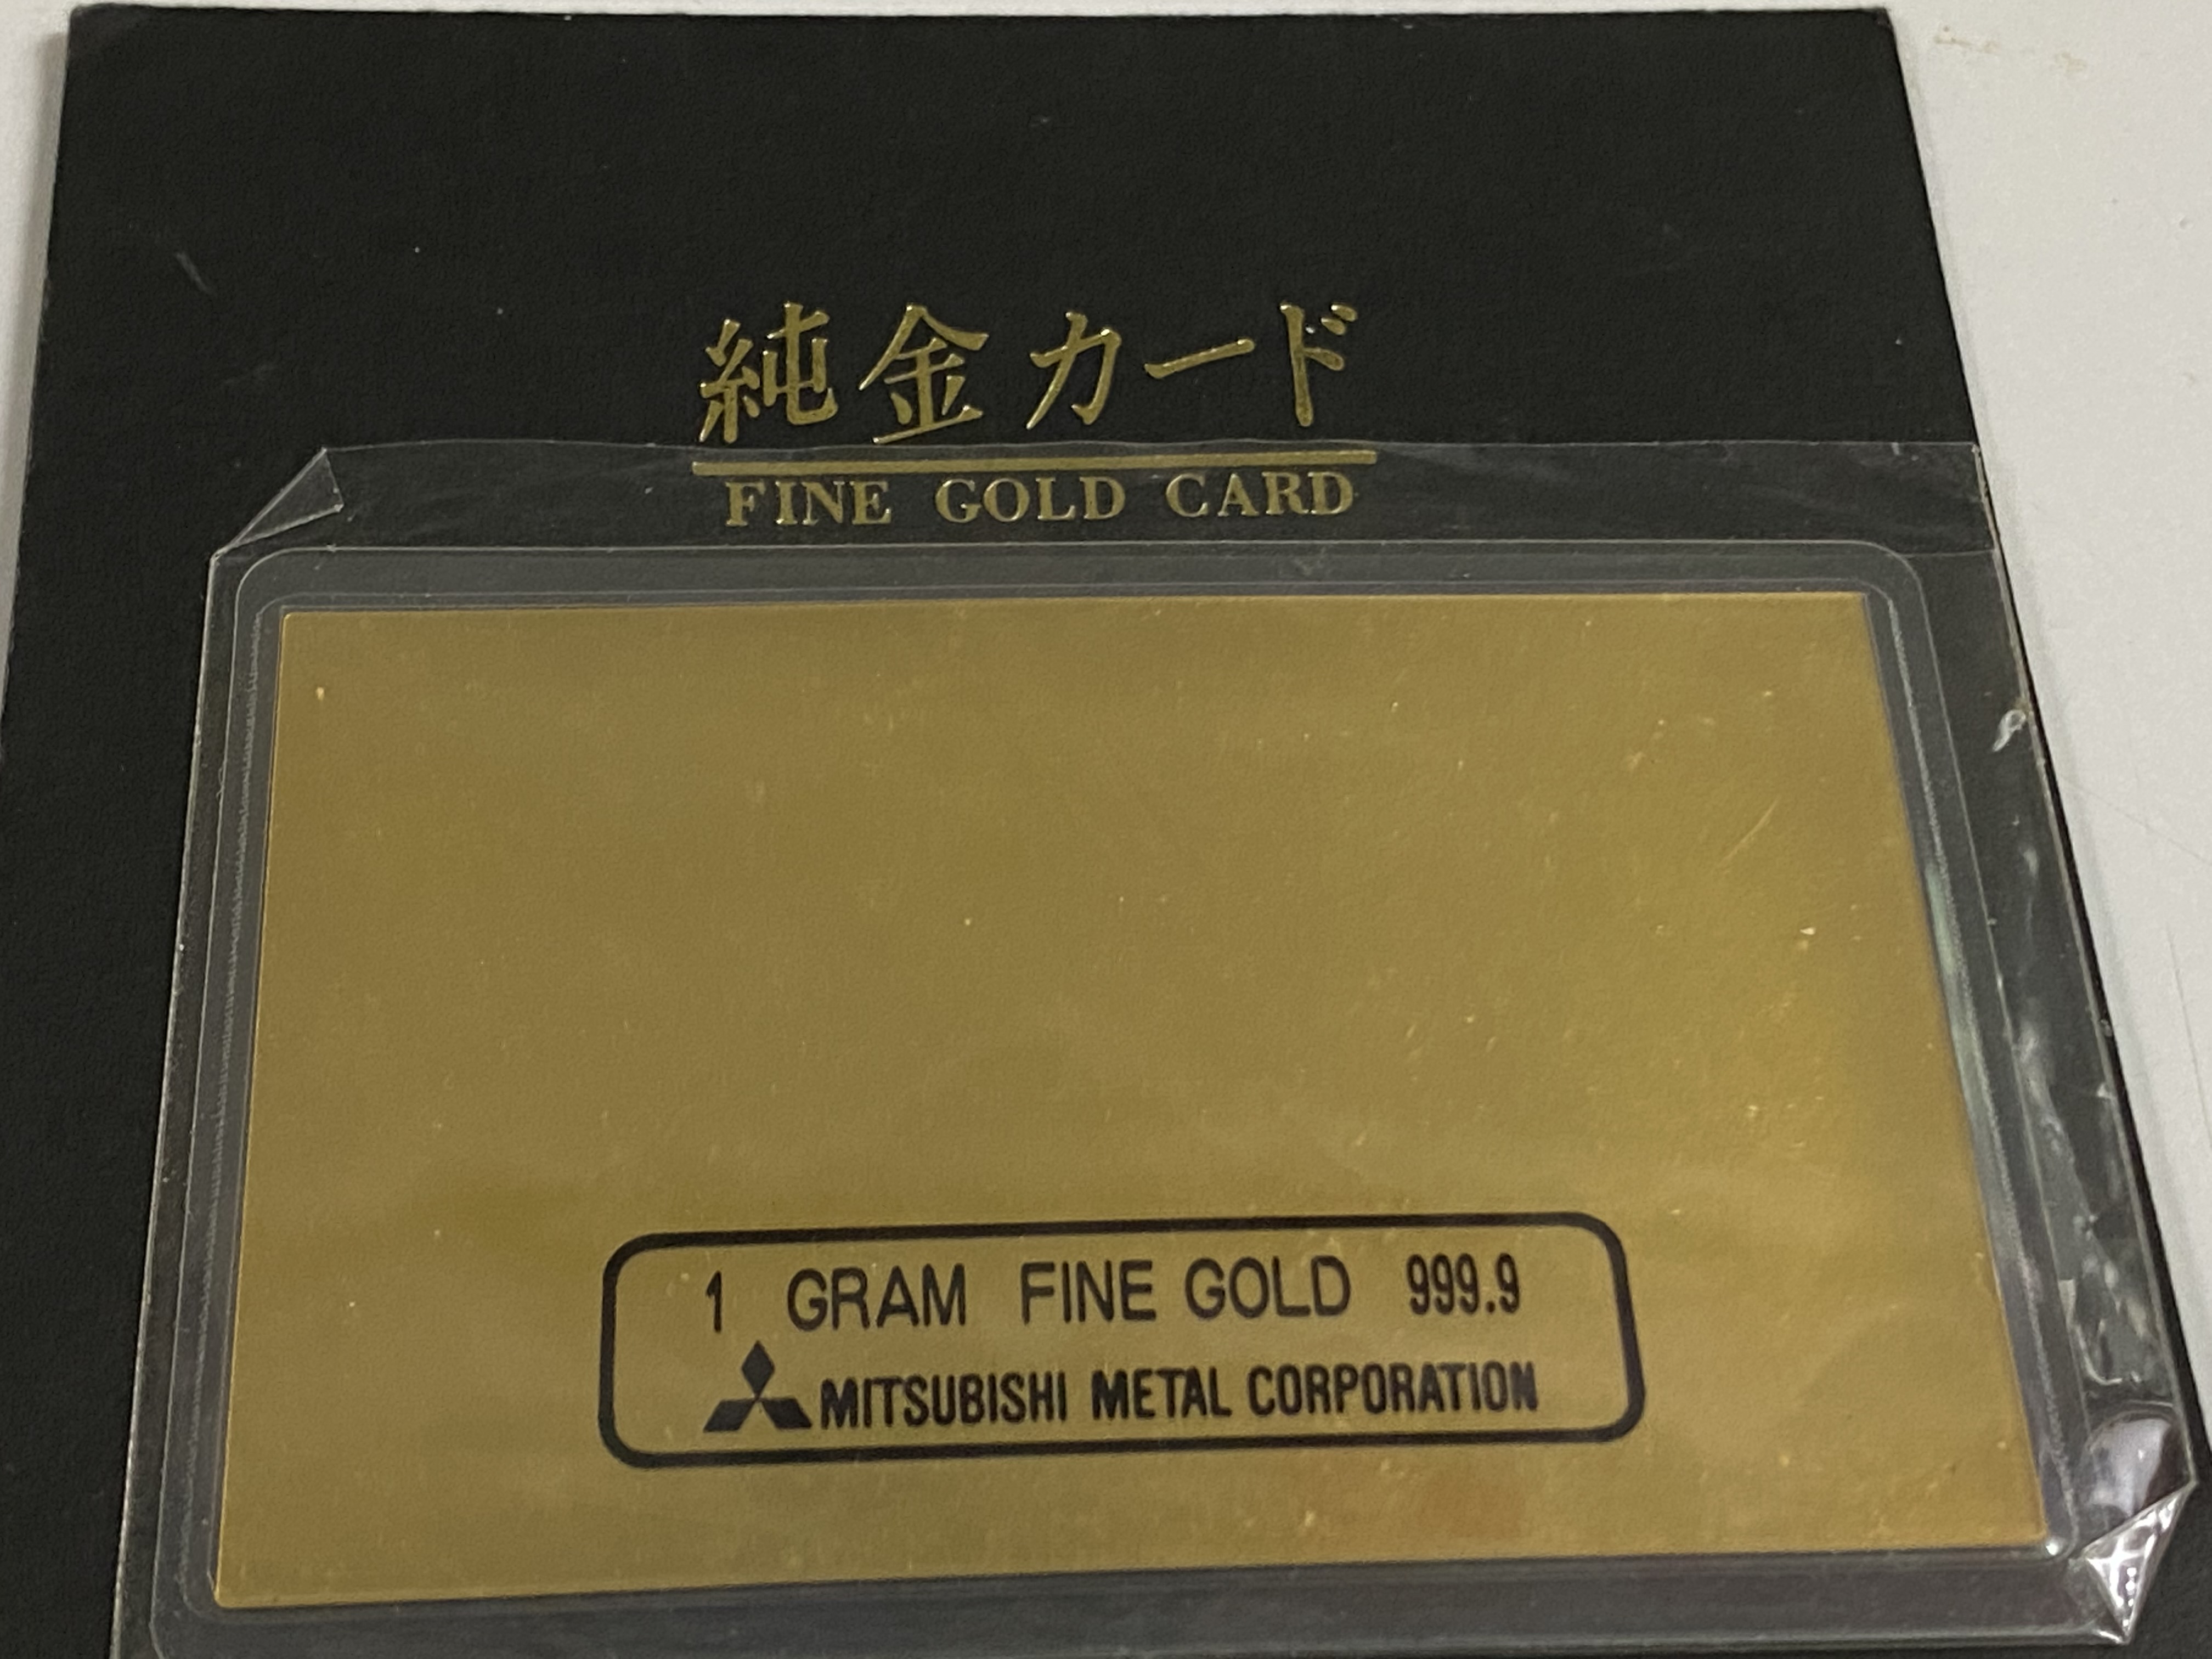 純金カード
FINE GOLD CARD
1 GRAM FINE GOLD 999.9
MITSUBISHI METAL CORPORATION